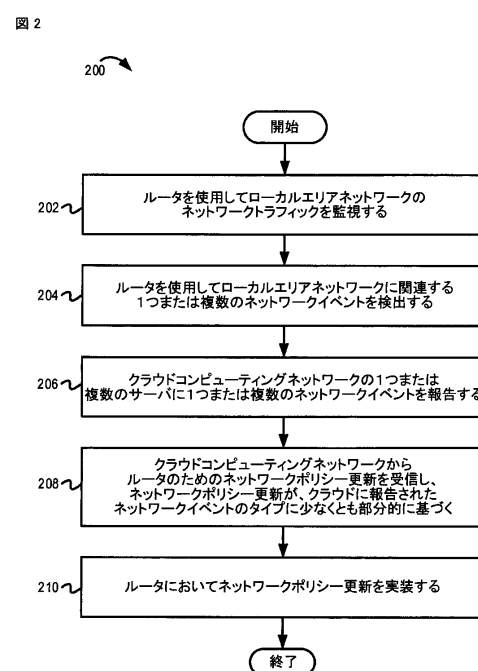 図2
200
開始
202
ルータを使用してローカルエリアネットワークの
ネットワークトラフィックを監視する
204
ルータを使用してローカルエリアネットワークに関連する
1つまたは複数のネットワークイベントを検出する
206
クラウドコンピューティングネットワークの1つまたは
複数のサーバに1つまたは複数のネットワークイベントを報告する
208
クラウドコンピューティングネットワークから
ルータのためのネットワークポリシー更新を受信し、
ネットワークポリシー更新が、クラウドに報告された
ネットワークイベントのタイプに少なくとも部分的に基づく
210
ルータにおいてネットワークポリシー更新を実装する
終了